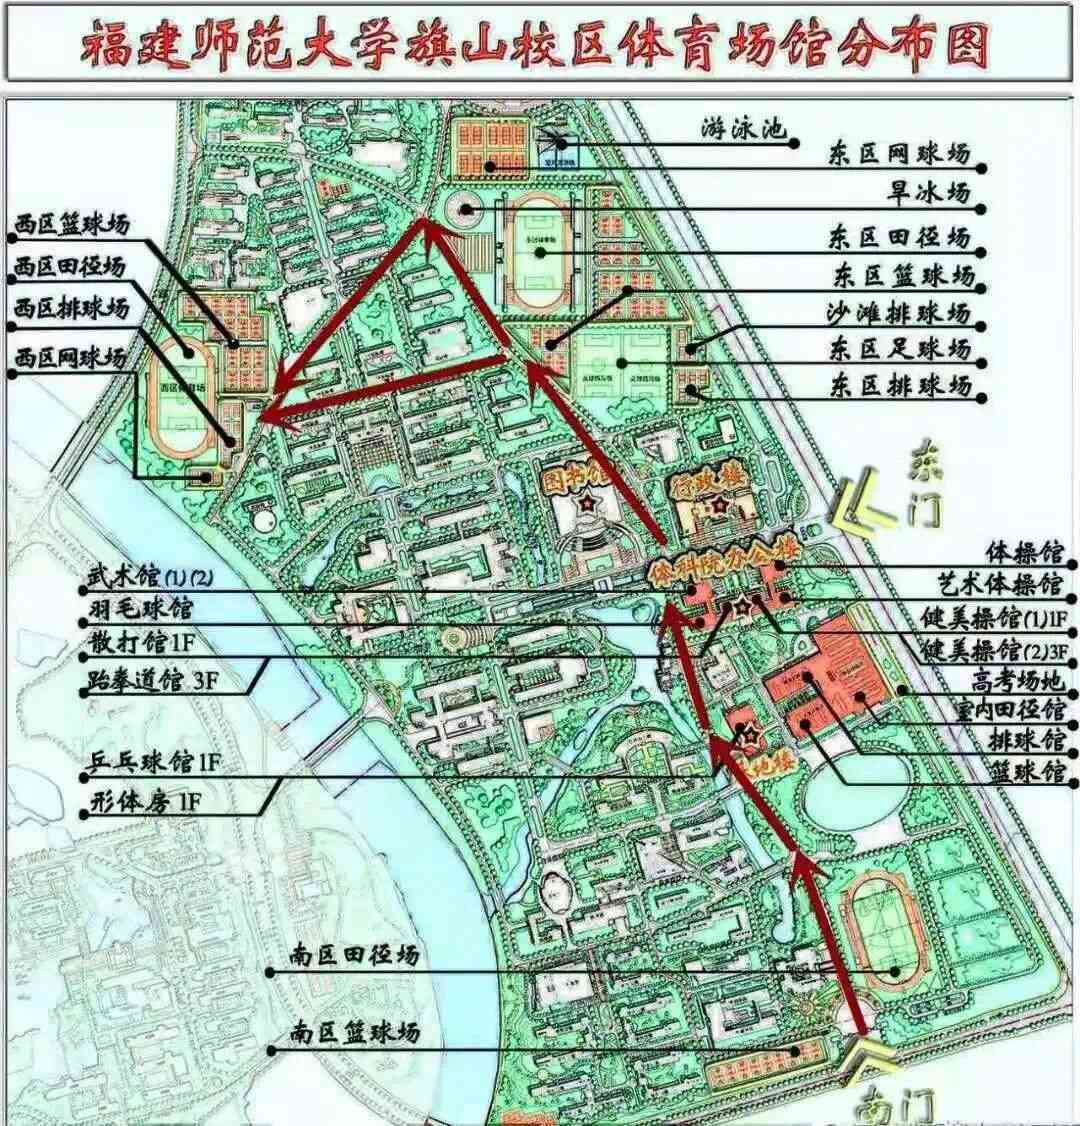 福建师范大学旗山校区体育场馆分布图
游泳池
东区网球场
旱冰场
东区田径场
东区篮球场
沙滩排球场
东区足球场
东区排球场
西区篮球场
西区田径场
西区排球场
西区网球场
东门
图书馆
行政楼
体科院办公楼
武术馆(1)(2)
羽毛球馆
散打馆1F
跆拳道馆 3F
乒乓球馆1F
形体房 1F
体操馆
艺术体操馆
健美操馆(1)1F
健美操馆(2)3F
高考场地
室内田径馆
排球馆
篮球馆
南区田径场
南区篮球场
南门